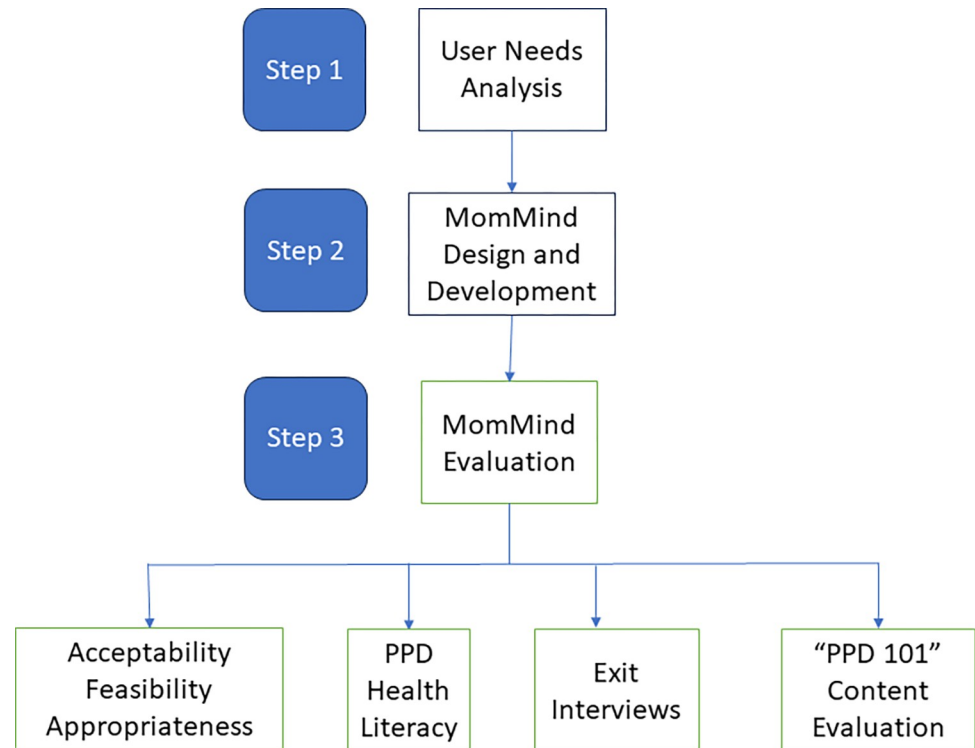 Step 1
User Needs
Analysis
Step 2
MomMind
Design and
Development
Step 3
MomMind
Evaluation
Acceptability
Feasibility
Appropriateness
PPD
Health
Literacy
Exit
Interviews
“PPD 101”
Content
Evaluation